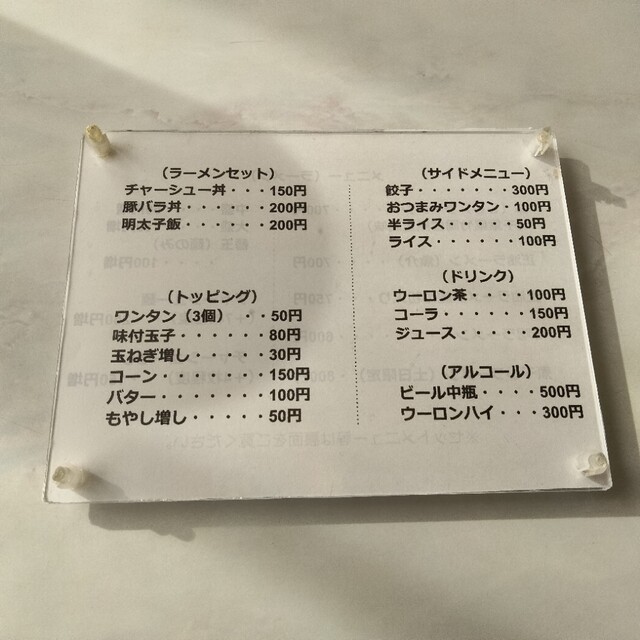 （ラーメンセット）
チャーシュー丼・・・150円
豚バラ丼・・・・・・200円
明太子飯・・・・・・200円
（トッピング）
ワンタン（3個）・・50円
味付玉子・・・・・・80円
玉ねぎ増し・・・・・30円
コーン・・・・・・・150円
バター・・・・・・・100円
もやし増し・・・・・50円
（サイドメニュー）
餃子・・・・・・・300円
おつまみワンタン・100円
半ライス・・・・・50円
ライス・・・・・・100円
（ドリンク）
ウーロン茶・・・・100円
コーラ・・・・・・150円
ジュース・・・・・200円
（アルコール）
ビール中瓶・・・・500円
ウーロンハイ・・・300円